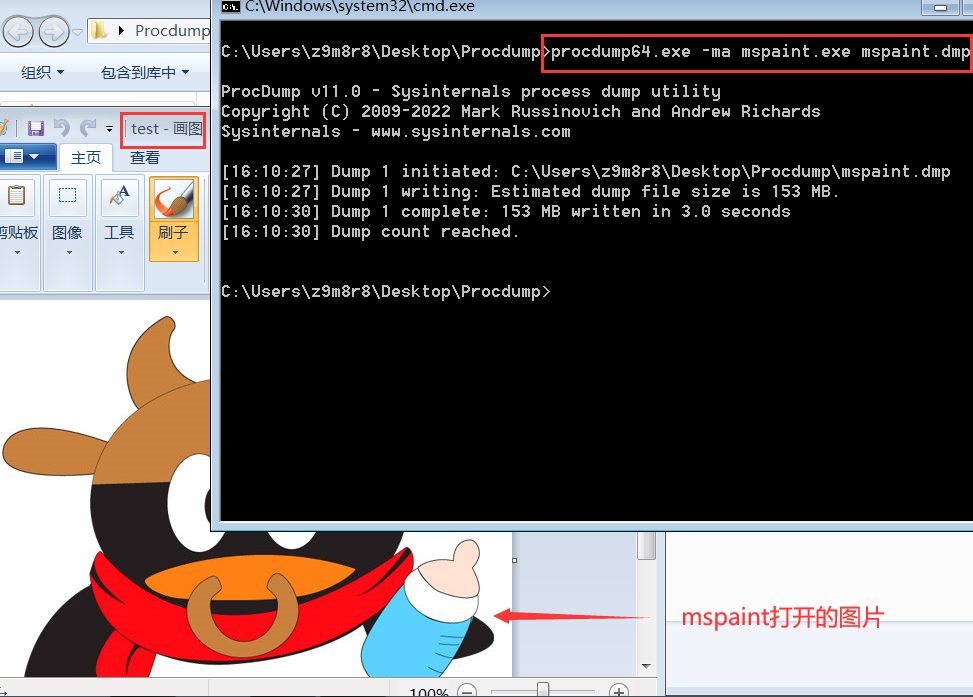 C:\Windows\system32\cmd.exe
Procdump
组织
包含到库中
test - 画图
主页
查看
剪贴板
图像
工具
刷子
C:\Users\z9m8r8\Desktop\Procdump>procdump64.exe -ma mspaint.exe mspaint.dmp
ProcDump v11.0 - Sysinternals process dump utility
Copyright (C) 2009-2022 Mark Russinovich and Andrew Richards
Sysinternals - www.sysinternals.com
[16:10:27] Dump 1 initiated: C:\Users\z9m8r8\Desktop\Procdump\mspaint.dmp
[16:10:27] Dump 1 writing: Estimated dump file size is 153 MB.
[16:10:30] Dump 1 complete: 153 MB written in 3.0 seconds
[16:10:30] Dump count reached.
C:\Users\z9m8r8\Desktop\Procdump>
mspaint打开的图片
100%